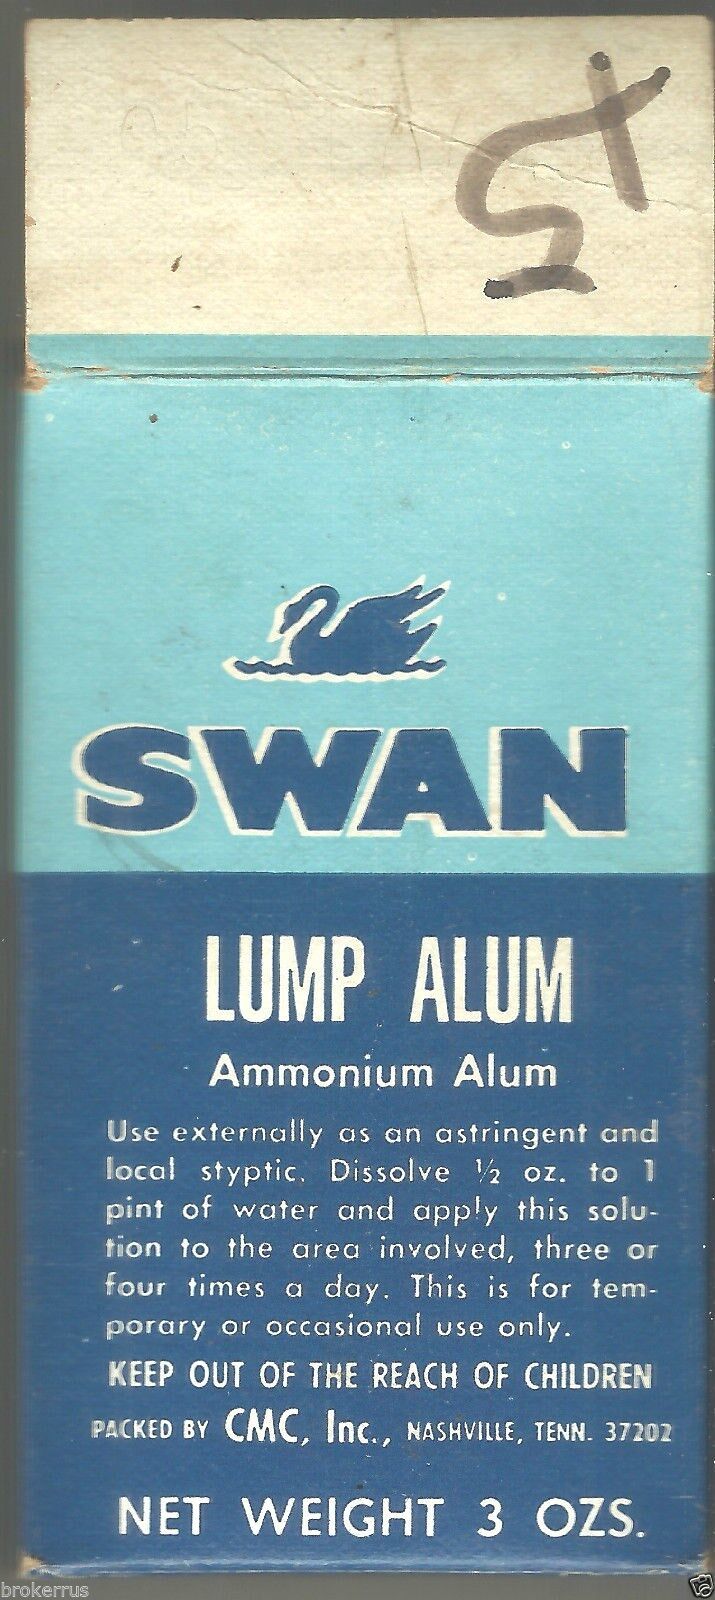 SWAN
LUMP ALUM
Ammonium Alum
Use externally as an astringent and
local styptic. Dissolve ½ oz. to 1
pint of water and apply this solu-
tion to the area involved, three or
four times a day. This is for tem-
porary or occasional use only.
KEEP OUT OF THE REACH OF CHILDREN
PACKED BY CMC, Inc., NASHVILLE, TENN. 37202
NET WEIGHT 3 OZS.
brokerrus